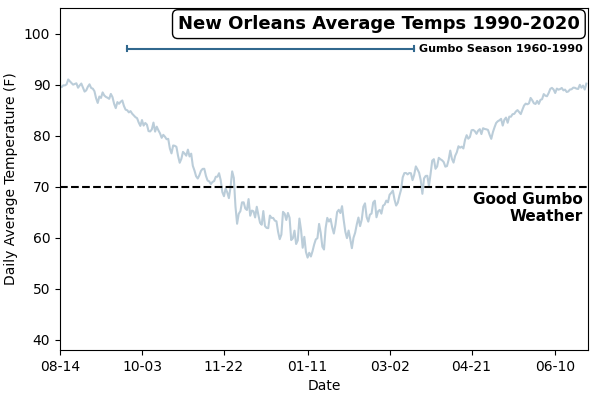 New Orleans Average Temps 1990-2020
Gumbo Season 1960-1990
Good Gumbo
Weather
Daily Average Temperature (F)
100
90
80
70
60
50
40
08-14 10-03 11-22 01-11 03-02 04-21 06-10
Date